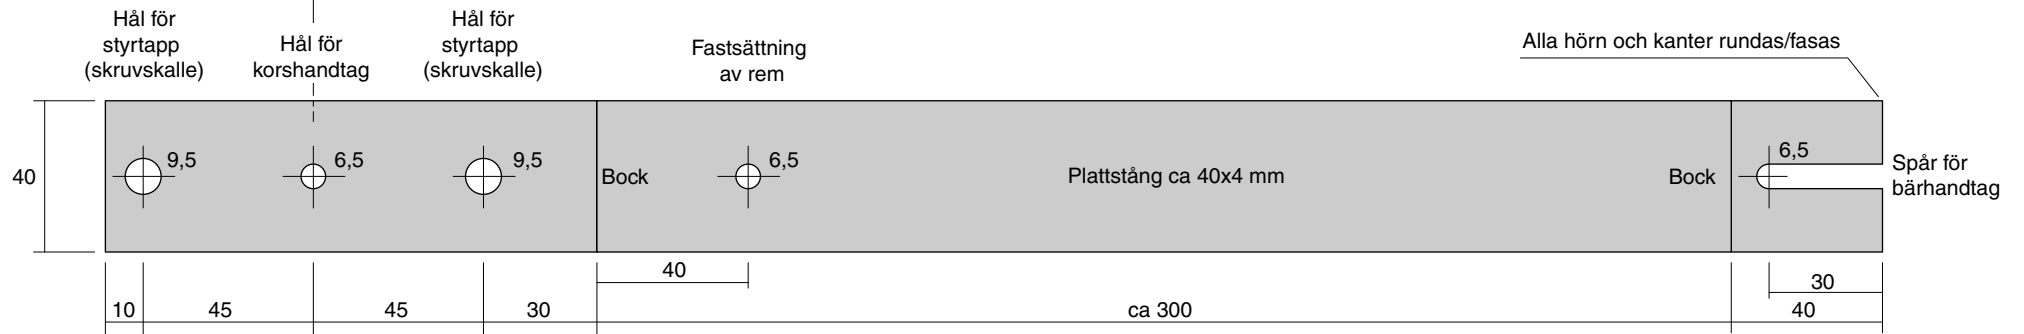 Hål för
styrtapp
(skruvskalle)
Hål för
korshandtag
Hål för
styrtapp
(skruvskalle)
Fastsättning
av rem
Alla hörn och kanter rundas/fasas
40
9,5
6,5
9,5
Bock
6,5
Plattstång ca 40x4 mm
Bock
6,5
Spår för
bärhandtag
40
30
10
45
45
30
ca 300
40